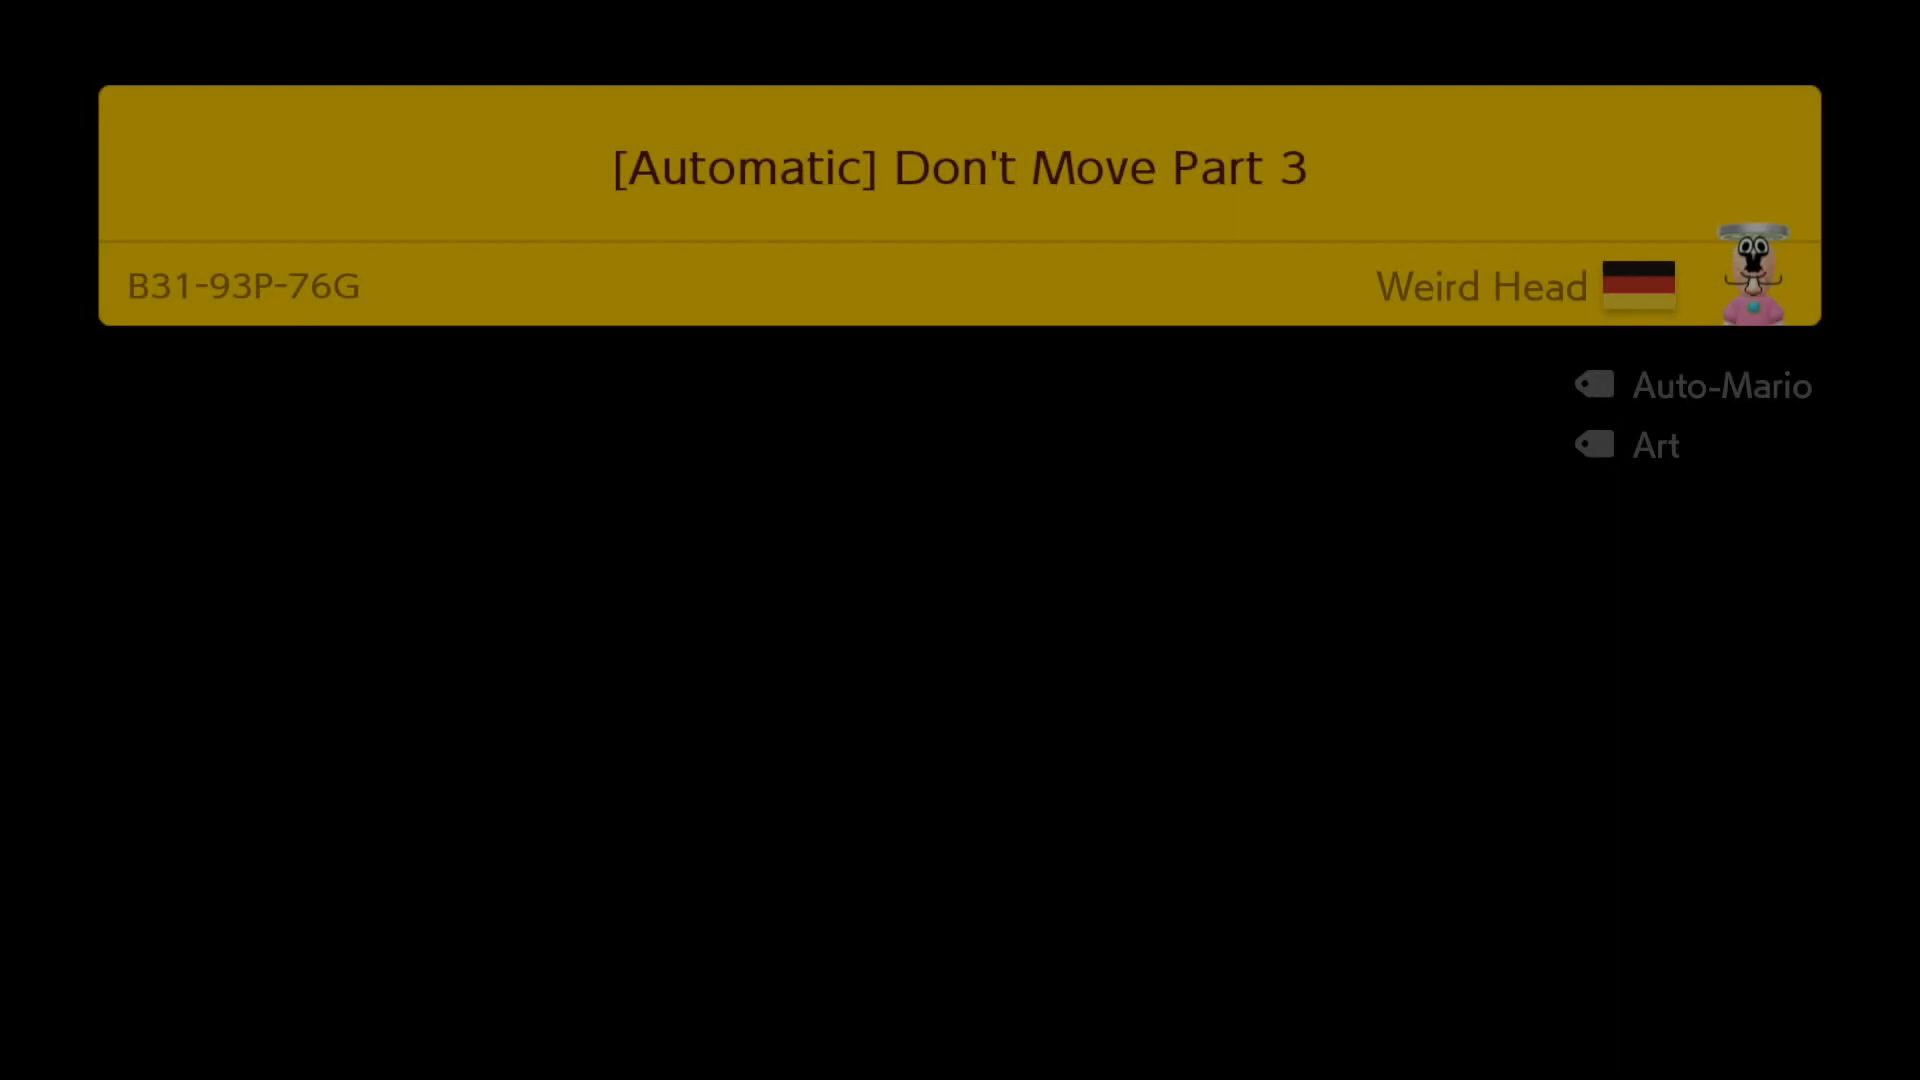 [Automatic] Don't Move Part 3
B31-93P-76G
Weird Head
Auto-Mario
Art